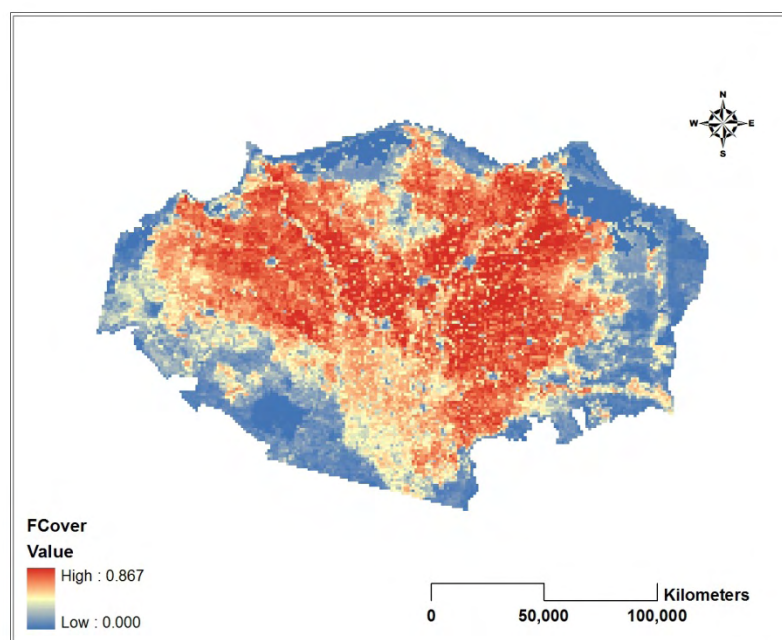 N
W E
S
FCover
Value
High : 0.867
Low : 0.000
Kilometers
0 50,000 100,000